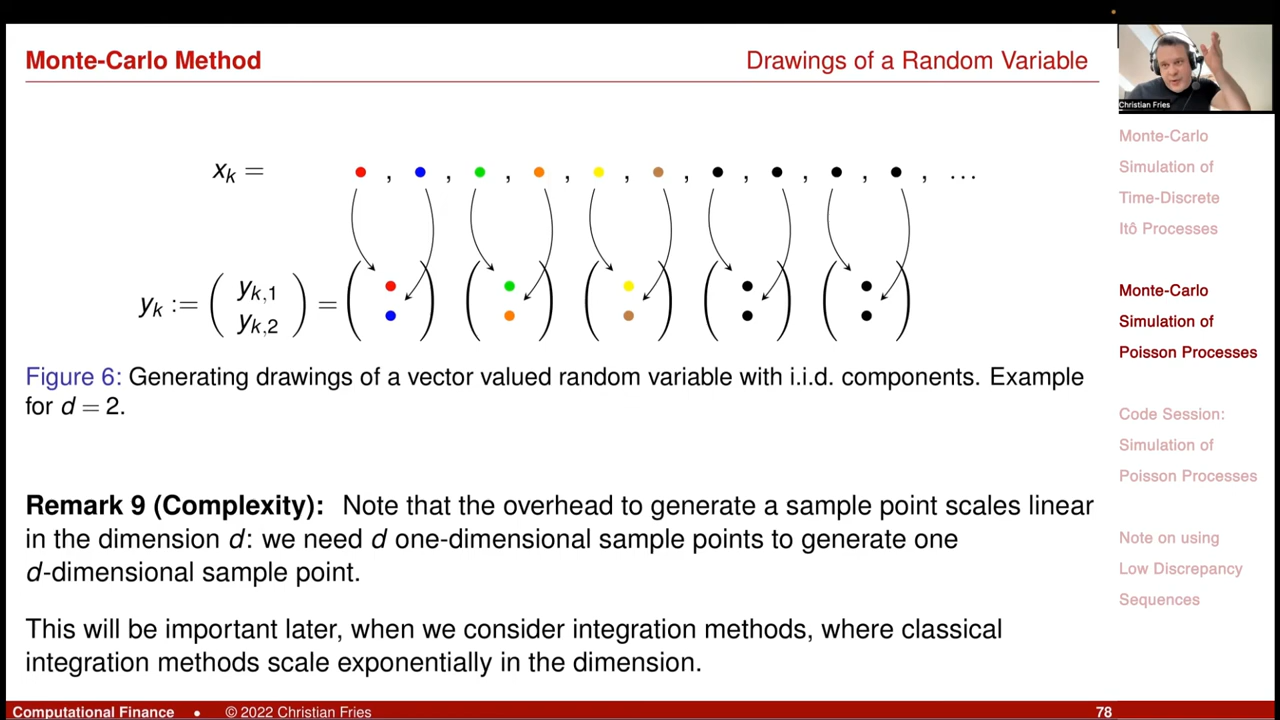 Monte-Carlo Method
Drawings of a Random Variable
Christian Fries
x_k = , , , , , , , , , , ...
y_k := ( y_{k,1} y_{k,2} ) =
Figure 6: Generating drawings of a vector valued random variable with i.i.d. components. Example
for d = 2.
Remark 9 (Complexity): Note that the overhead to generate a sample point scales linear
in the dimension d: we need d one-dimensional sample points to generate one
d-dimensional sample point.
This will be important later, when we consider integration methods, where classical
integration methods scale exponentially in the dimension.
Monte-Carlo
Simulation of
Time-Discrete
Itô Processes
Monte-Carlo
Simulation of
Poisson Processes
Code Session:
Simulation of
Poisson Processes
Note on using
Low Discrepancy
Sequences
Computational Finance • © 2022 Christian Fries
78